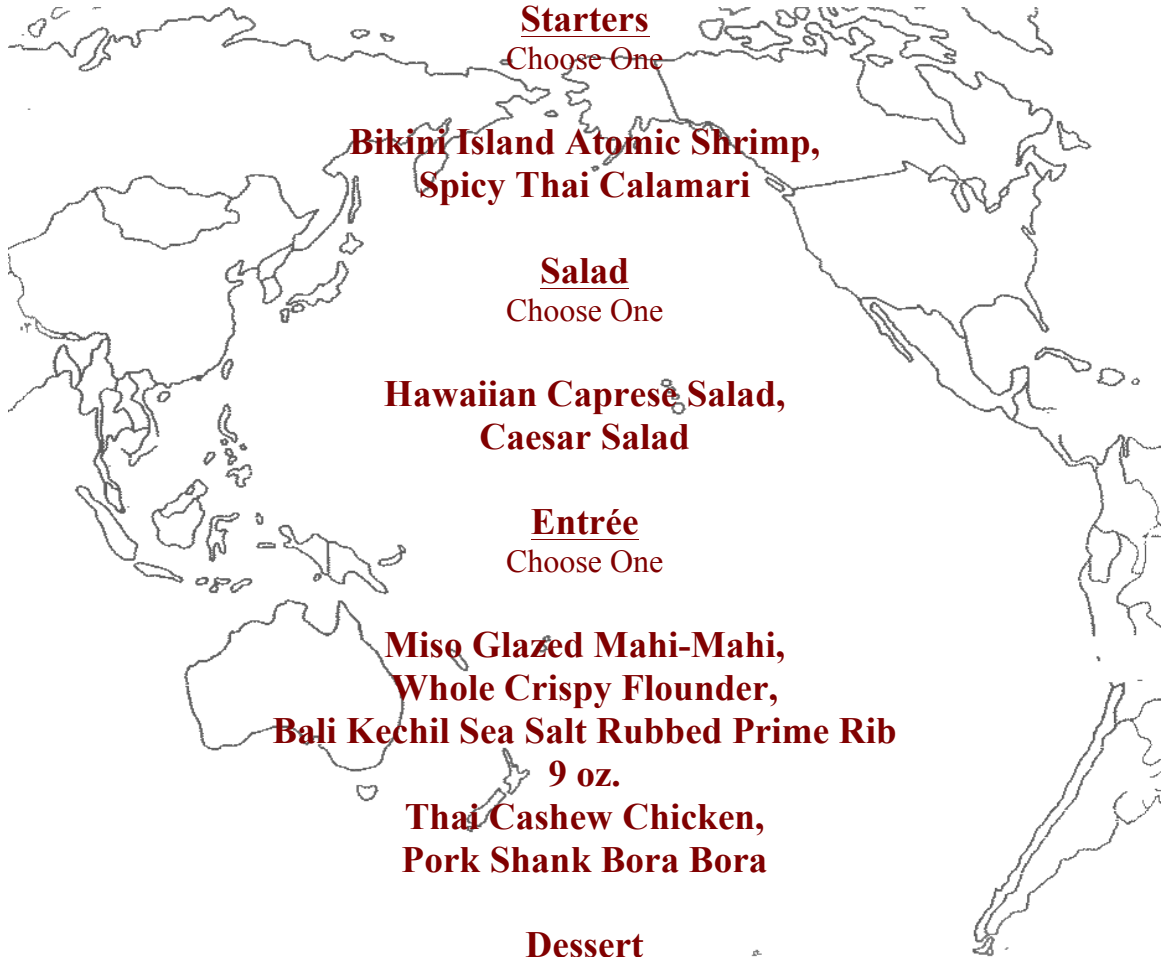 Starters
Choose One
Bikini Island Atomic Shrimp,
Spicy Thai Calamari
Salad
Choose One
Hawaiian Caprese Salad,
Caesar Salad
Entrée
Choose One
Miso Glazed Mahi-Mahi,
Whole Crispy Flounder,
Bali Kechil Sea Salt Rubbed Prime Rib
9 oz.
Thai Cashew Chicken,
Pork Shank Bora Bora
Dessert